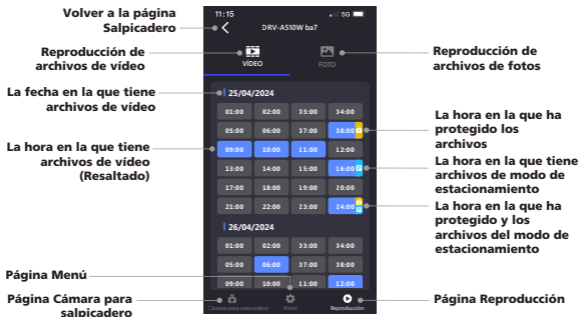 Volver a la página
Salpicadero
Reproducción de
archivos de vídeo
La fecha en la que tiene
archivos de vídeo
La hora en la que tiene
archivos de vídeo
(Resaltado)
Página Menú
Página Cámara para
salpicadero
11:15
5G
DRV-A510W ba7
VÍDEO
FOTO
25/04/2024
01:00 02:00 33:00 34:00
05:00 06:00 37:00 38:00
09:00 10:00 11:00 12:00
13:00 14:00 15:00 16:00
17:00 18:00 19:00 20:00
21:00 22:00 23:00 24:00
26/04/2024
01:00 02:00 33:00 34:00
05:00 06:00 37:00 38:00
09:00 10:00 11:00 12:00
Cámara para salpicadero
Menú
Reproducción
Reproducción de
archivos de fotos
La hora en la que ha
protegido los
archivos
La hora en la que tiene
archivos de modo de
estacionamiento
La hora en la que ha
protegido y los
archivos del modo de
estacionamiento
Página Reproducción